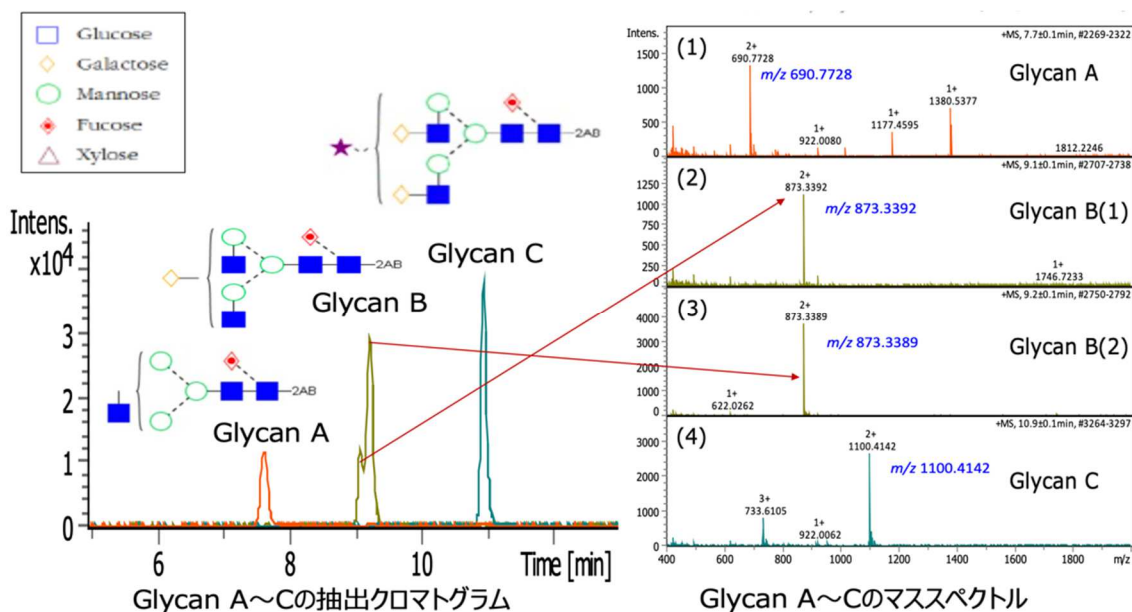 Glucose
Galactose
Mannose
Fucose
Xylose
2AB
Intens.
x10⁴
2AB
Glycan C
Glycan B
2AB
Glycan A
3
2
1
0
6
8
10
Time [min]
Glycan A～Cの抽出クロマトグラム
Intens.
(1)
+MS, 7.7±0.1min, #2269-2322
1500
1000
500
0
2+
690.7728
m/z 690.7728
Glycan A
1+
922.0080
1+
1177.4595
1+
1380.5377
1812.2246
(2)
+MS, 9.1±0.1min, #2707-2738
1250
1000
750
500
250
0
2+
873.3392
m/z 873.3392
Glycan B(1)
1+
1746.7233
(3)
+MS, 9.2±0.1min, #2750-2792
4000
3000
2000
1000
0
2+
873.3389
m/z 873.3389
Glycan B(2)
1+
622.0262
(4)
+MS, 10.9±0.1min, #3264-3297
3000
2000
1000
0
2+
1100.4142
m/z 1100.4142
Glycan C
3+
733.6105
1+
922.0062
400
600
800
1000
1200
1400
1600
1800
m/z
Glycan A～Cのマススペクトル